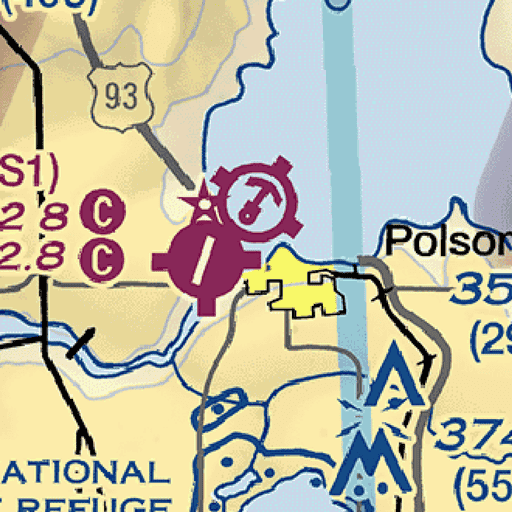 93
S1)
2 8 C
2.8 C
Polson
35
(29
374
(55
ATIONAL
REFUGE